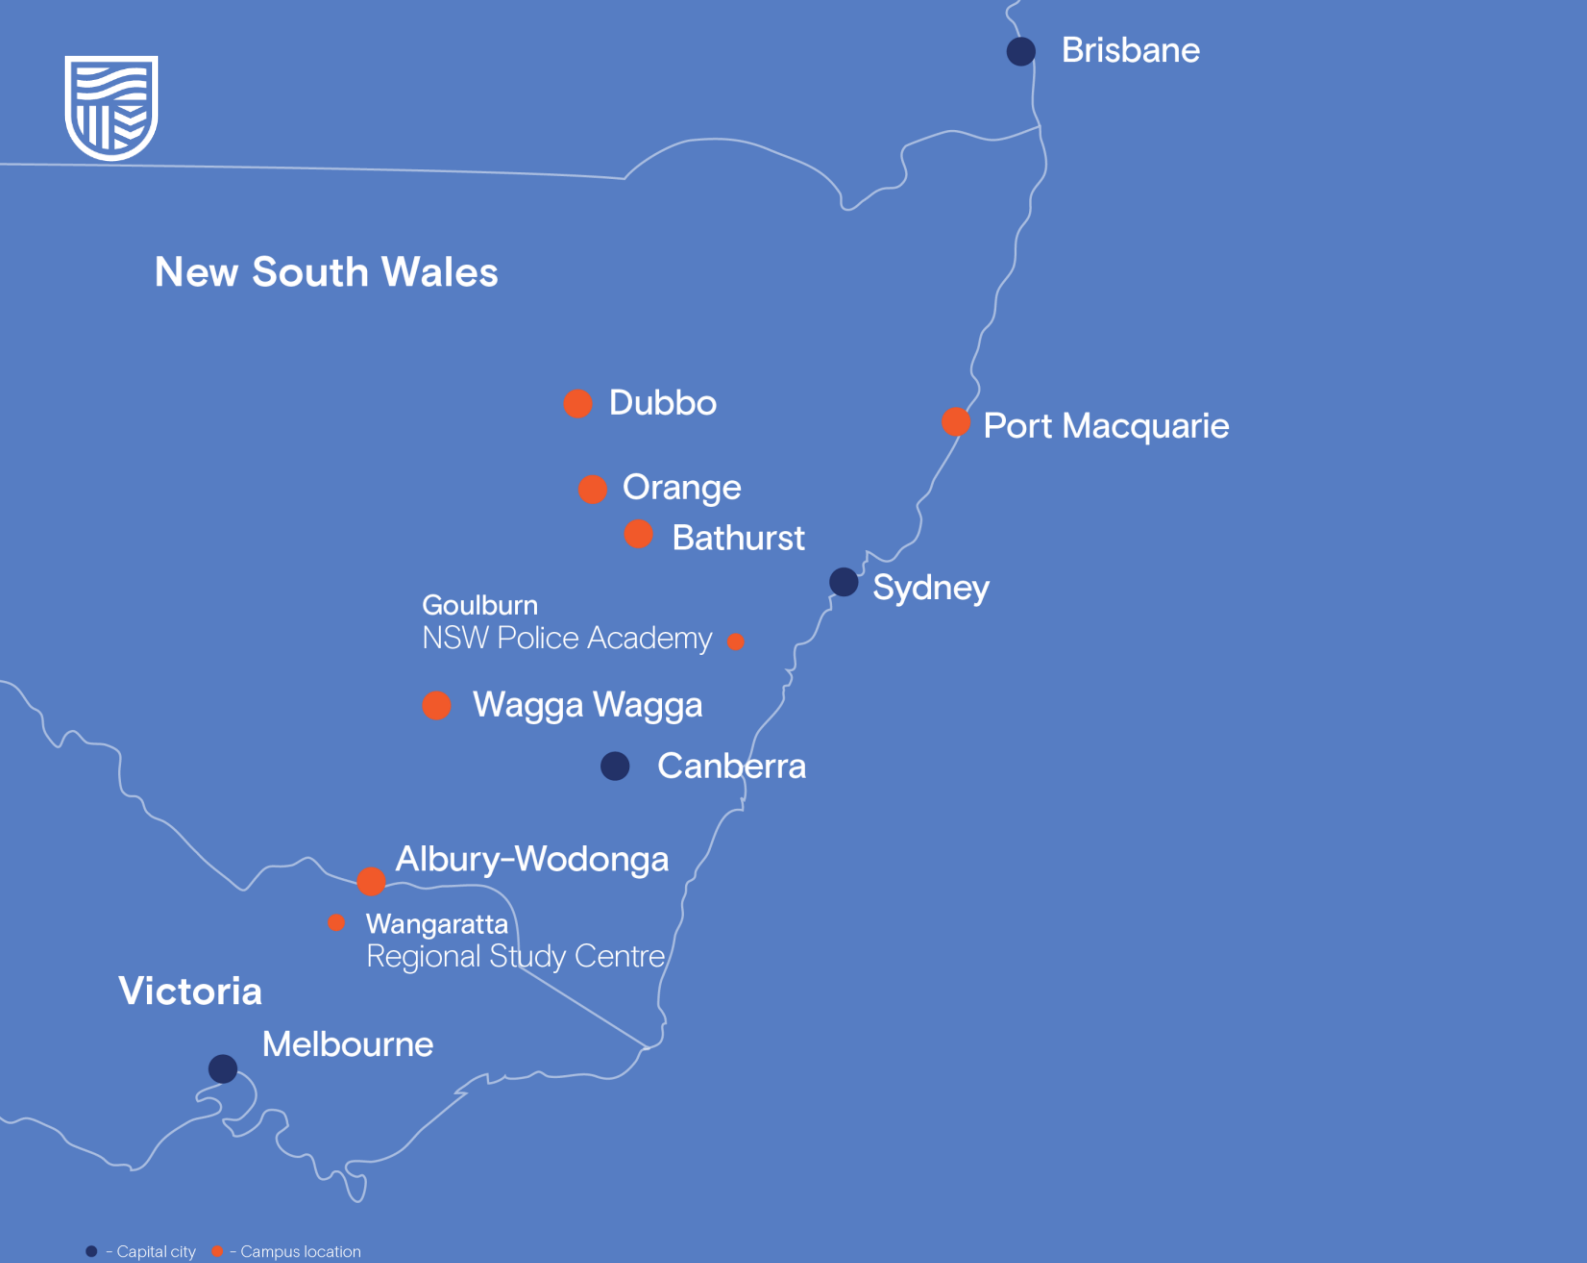 Brisbane
New South Wales
Dubbo
Port Macquarie
Orange
Bathurst
Sydney
Goulburn
NSW Police Academy
Wagga Wagga
Canberra
Albury-Wodonga
Wangaratta
Regional Study Centre
Victoria
Melbourne
- Capital city - Campus location